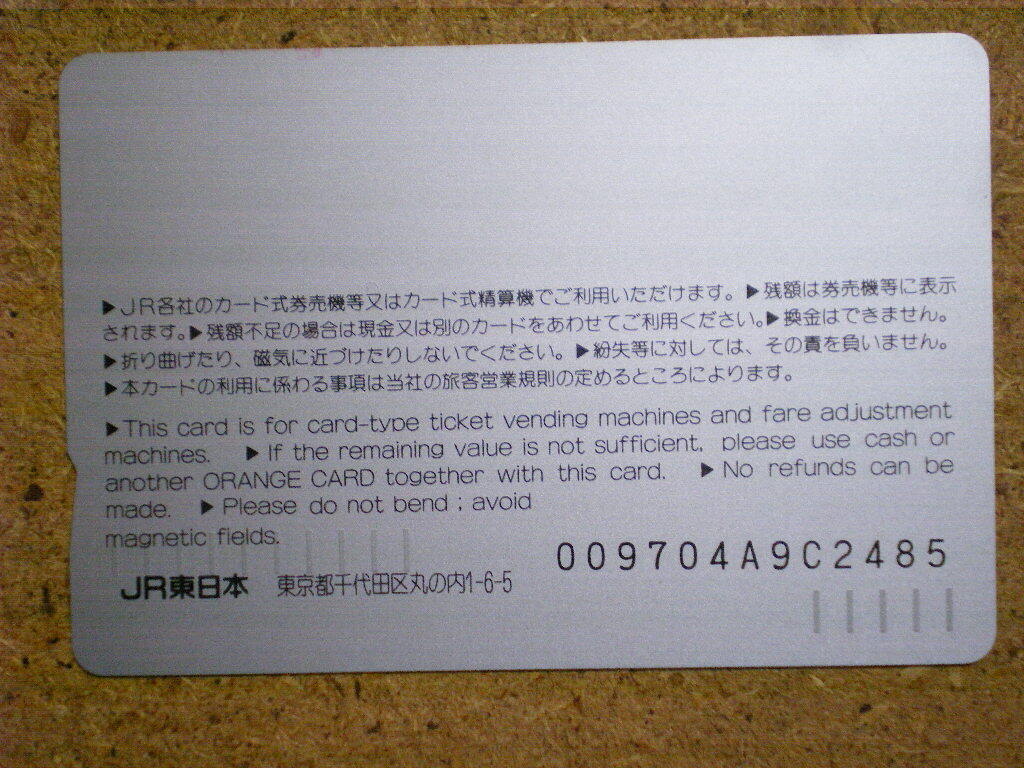 ▶JR各社のカード式券売機等又はカード式精算機でご利用いただけます。▶残額は券売機等に表示
されます。▶残額不足の場合は現金又は別のカードをあわせてご利用ください。▶換金はできません。
▶折り曲げたり、磁気に近づけたりしないでください。▶紛失等に対しては、その責を負いません。
▶本カードの利用に係わる事項は当社の旅客営業規則の定めるところによります。
▶This card is for card-type ticket vending machines and fare adjustment
machines. ▶If the remaining value is not sufficient, please use cash or
another ORANGE CARD together with this card. ▶No refunds can be
made. ▶Please do not bend; avoid
magnetic fields.
009704A9C2485
JR東日本 東京都千代田区丸の内1-6-5